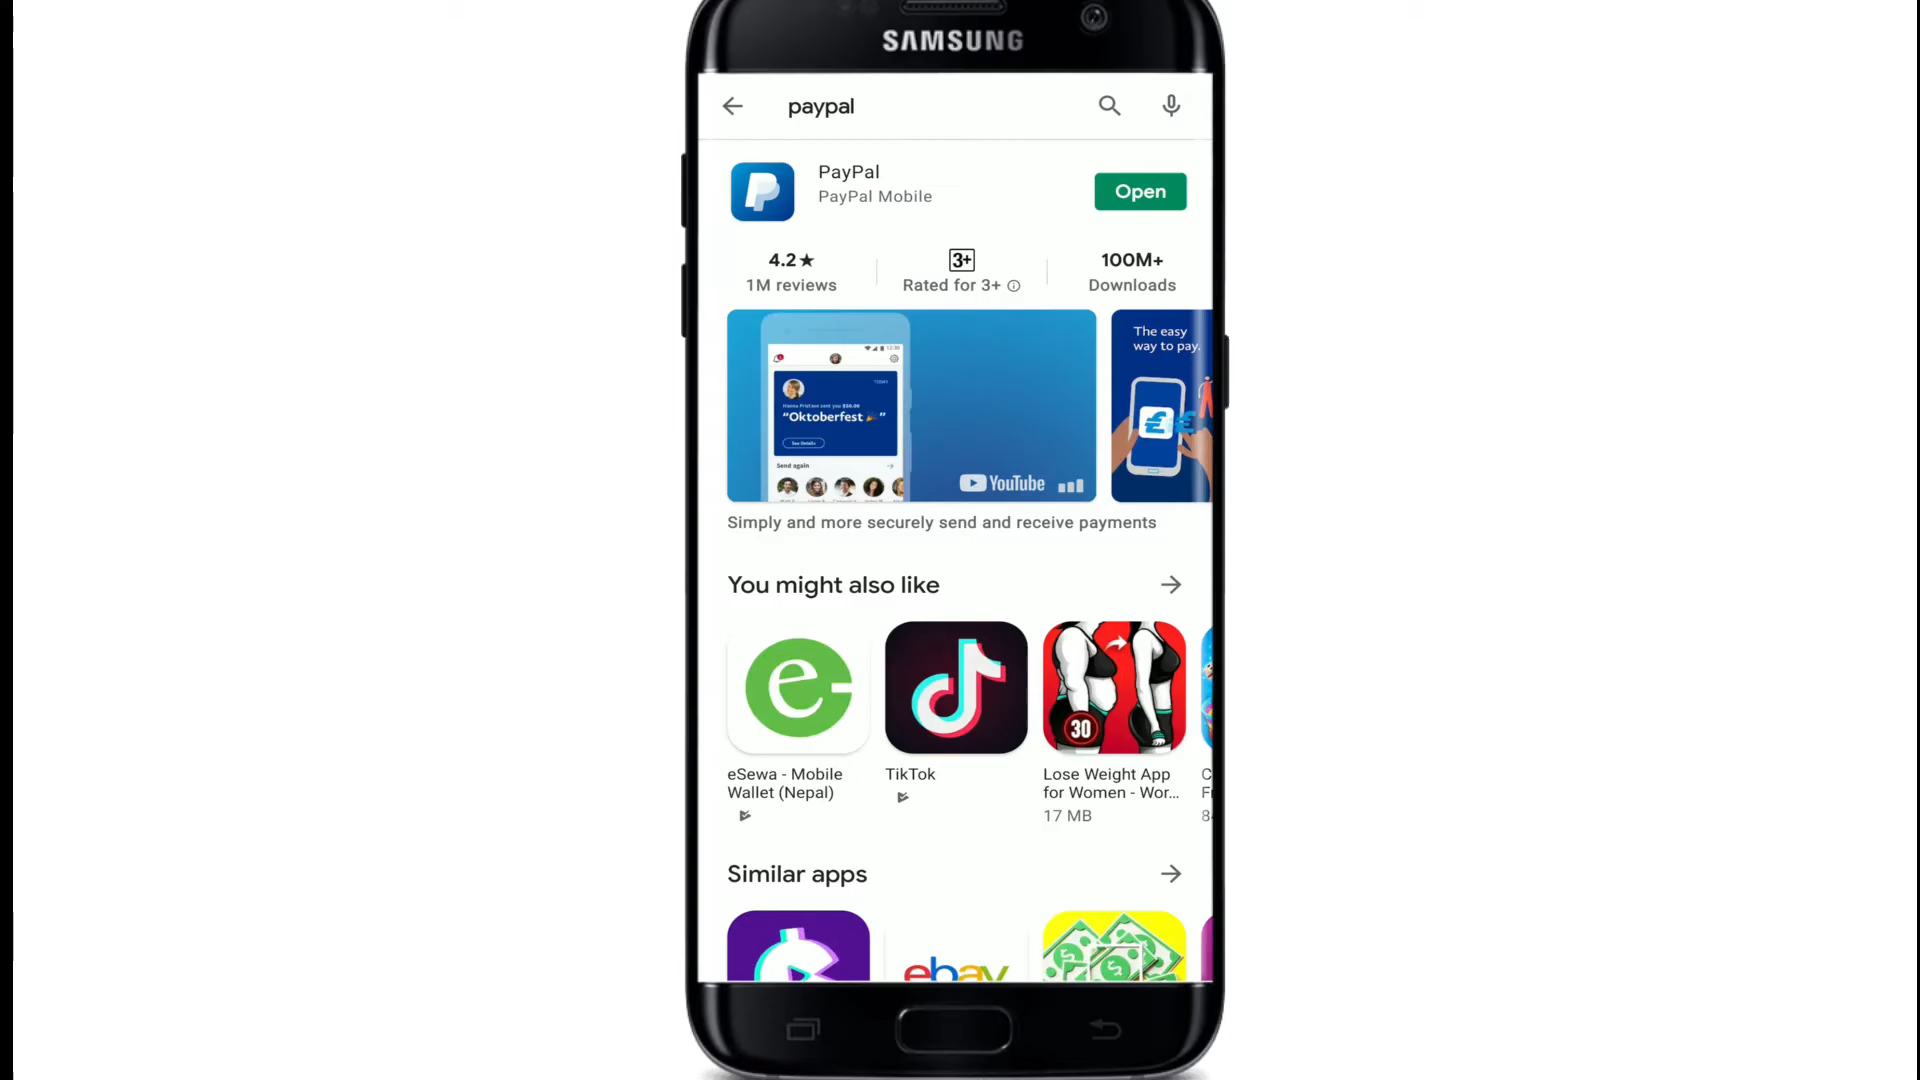 SAMSUNG
paypal
PayPal
PayPal Mobile
Open
4.2★
1M reviews
3+
Rated for 3+
100M+
Downloads
TODAY
“Oktoberfest 🎉”
See Details
Send again
YouTube
The easy
way to pay.
Simply and more securely send and receive payments
You might also like
eSewa - Mobile
Wallet (Nepal)
TikTok
30
Lose Weight App
for Women - Wor...
17 MB
Similar apps
ebay